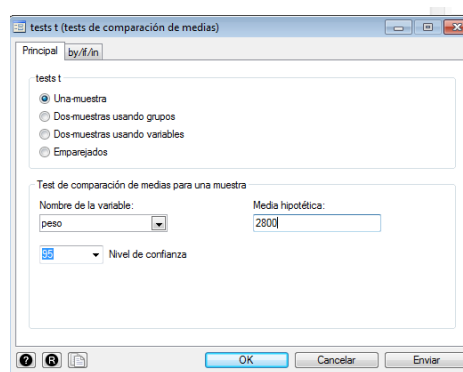 tests t (tests de comparación de medias)
Principal by/if/in
tests t
Una-muestra
Dos-muestras usando grupos
Dos-muestras usando variables
Emparejados
Test de comparación de medias para una muestra
Nombre de la variable: Media hipotética:
peso 2800
95 Nivel de confianza
? R OK Cancelar Enviar